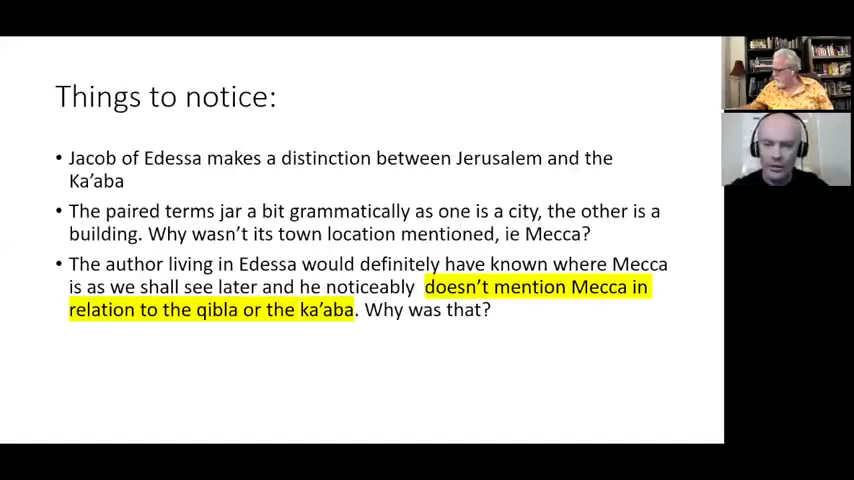 Things to notice:
• Jacob of Edessa makes a distinction between Jerusalem and the
Ka’aba
• The paired terms jar a bit grammatically as one is a city, the other is a
building. Why wasn’t its town location mentioned, ie Mecca?
• The author living in Edessa would definitely have known where Mecca
is as we shall see later and he noticeably doesn’t mention Mecca in
relation to the qibla or the ka’aba. Why was that?